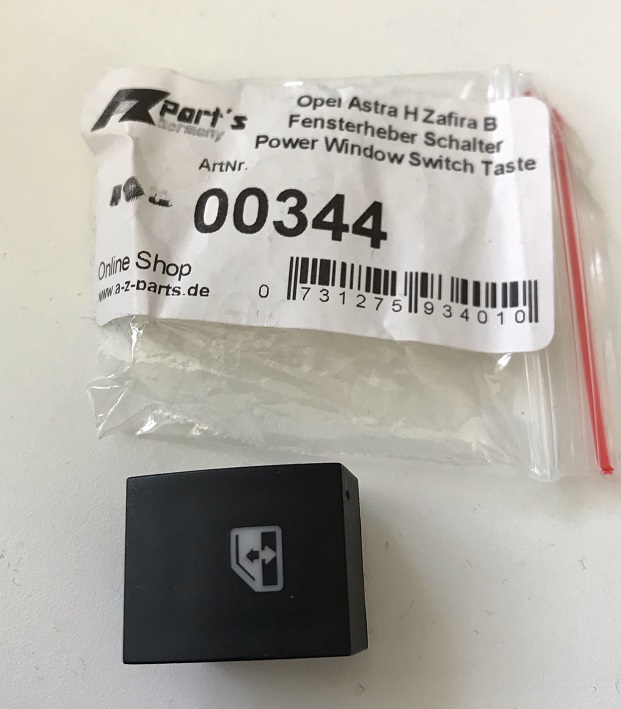 AZ Part's
Germany
Opel Astra H Zafira B
Fensterheber Schalter
Power Window Switch Taste
ArtNr.
00344
Online Shop
www.a-z-parts.de
0 731275 934010